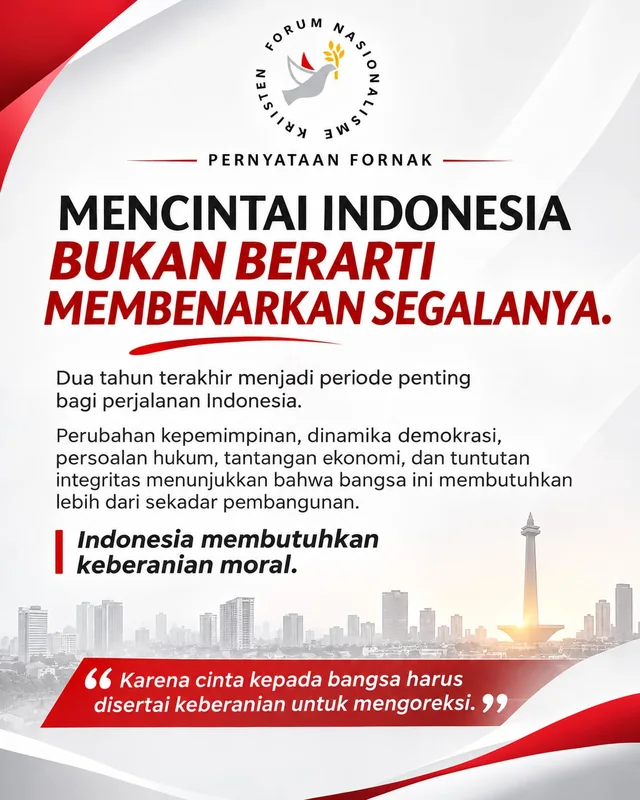 FORUM NASIONALISME KRIISTEN
PERNYATAAN FORNAK
MENCINTAI INDONESIA
BUKAN BERARTI
MEMBENARKAN SEGALANYA.
Dua tahun terakhir menjadi periode penting
bagi perjalanan Indonesia.
Perubahan kepemimpinan, dinamika demokrasi,
persoalan hukum, tantangan ekonomi, dan tuntutan
integritas menunjukkan bahwa bangsa ini membutuhkan
lebih dari sekadar pembangunan.
Indonesia membutuhkan
keberanian moral.
“Karena cinta kepada bangsa harus
disertai keberanian untuk mengoreksi.”